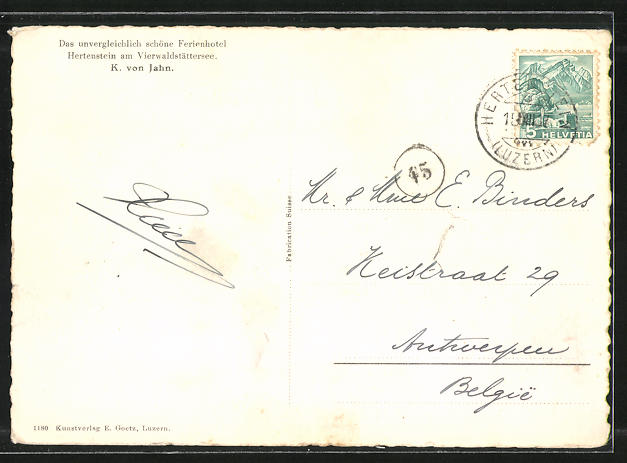 Das unvergleichlich schöne Ferienhotel
Hertenstein am Vierwaldstättersee.
K. von Jahn.
5 HELVETIA
(LUZERN)
45
Fabrication Suisse
Mr. & Mme E. Binders
Keistraat 29
Antwerpen
België
1180 Kunstverlag E. Goetz, Luzern.